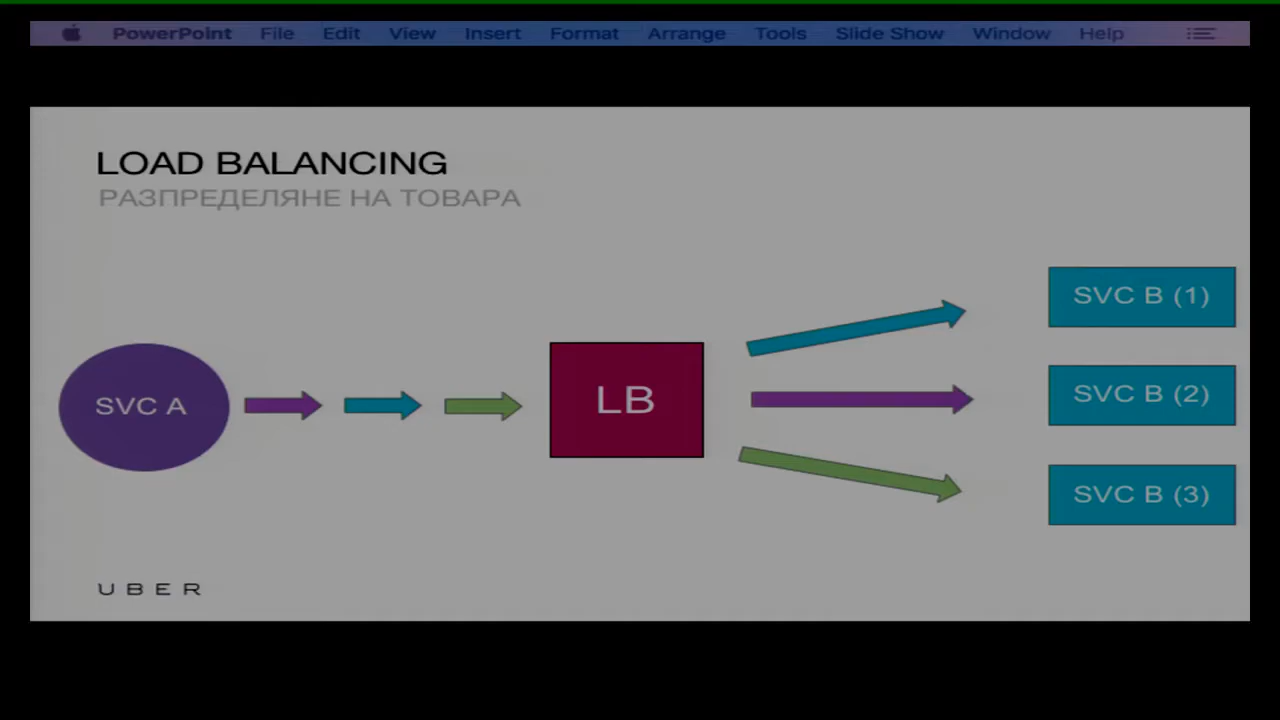 PowerPoint File Edit View Insert Format Arrange Tools Slide Show Window Help
LOAD BALANCING
РАЗПРЕДЕЛЯНЕ НА ТОВАРА
SVC A
LB
SVC B (1)
SVC B (2)
SVC B (3)
UBER